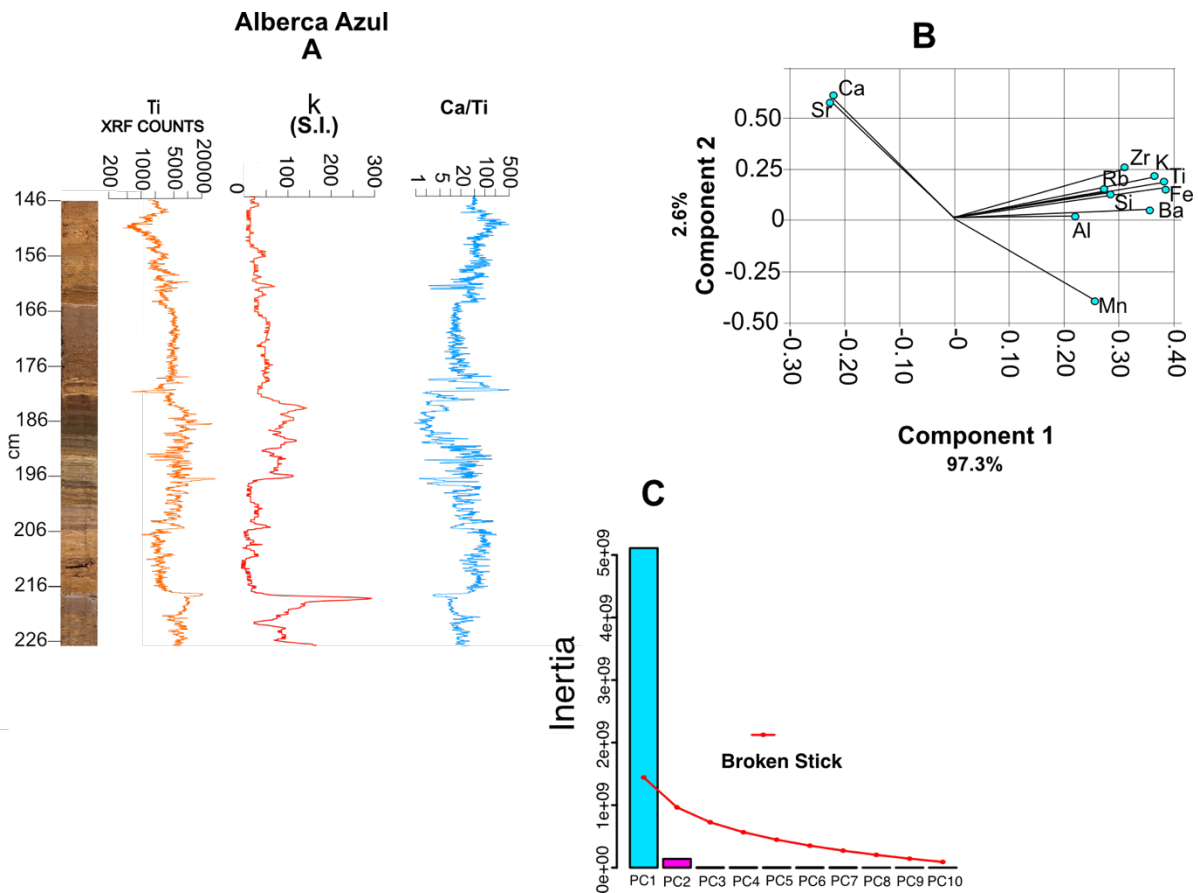 Alberca Azul
A
Ti
XRF COUNTS
k
(S.I.)
Ca/Ti
200
1000
5000
20000
0
100
200
300
1
5
20
100
500
146
156
166
176
186
196
206
216
226
cm
B
Ca
Sr
Zr
K
Ti
Rb
Fe
Si
Ba
Al
Mn
0.50
0.25
0
-0.25
-0.50
Component 2
2.6%
-0.30
-0.20
-0.10
0
0.10
0.20
0.30
0.40
Component 1
97.3%
C
Inertia
5e+09
4e+09
3e+09
2e+09
1e+09
0e+00
Broken Stick
PC1 PC2 PC3 PC4 PC5 PC6 PC7 PC8 PC9 PC10